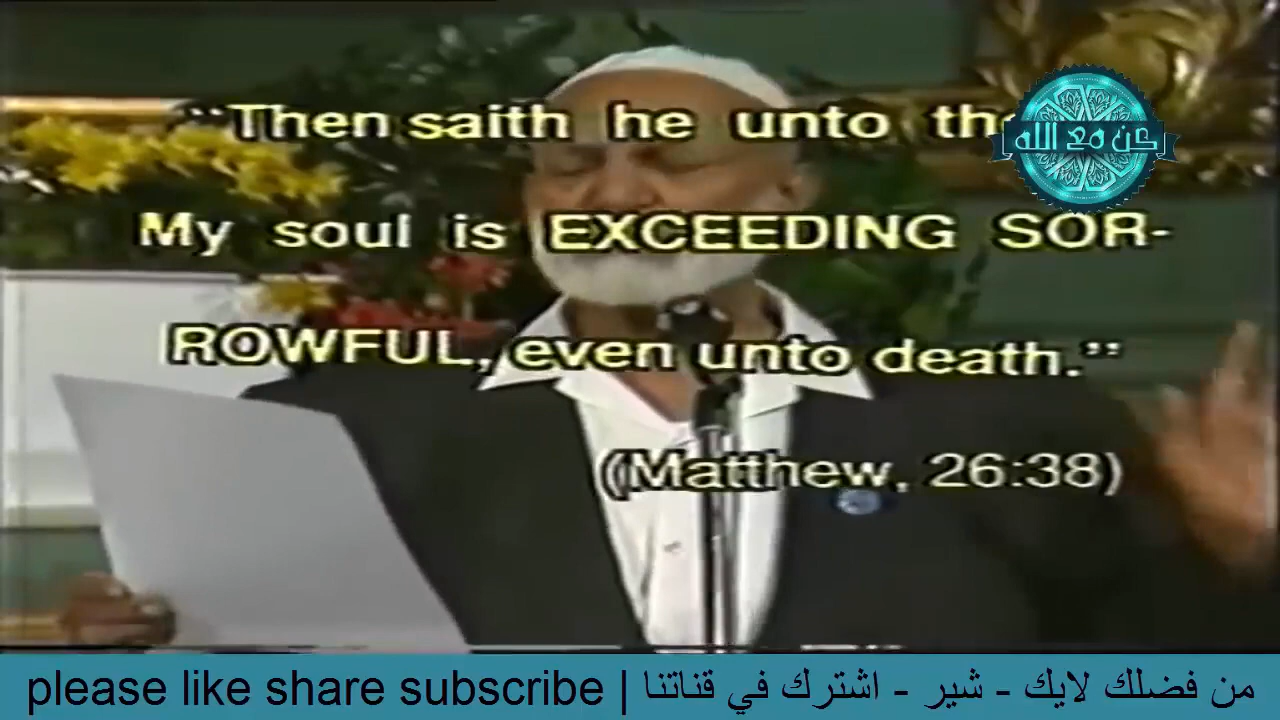 “Then saith he unto
كن مع الله
My soul is EXCEEDING SOR-
ROWFUL, even unto death.”
(Matthew, 26:38)
please like share subscribe | من فضلك لايك - شير - اشترك في قناتنا